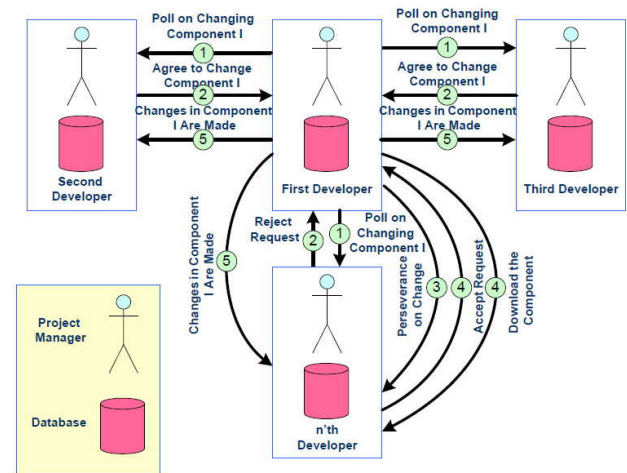 Poll on Changing
Component I
1
Agree to Change
Component I
2
Changes in Component
I Are Made
5
Second
Developer
First Developer
Poll on Changing
Component I
1
Agree to Change
Component I
2
Changes in Component
I Are Made
5
Third Developer
Changes in Component
I Are Made
5
Reject
Request
2
1
Poll on
Changing
Component I
Perseverance
on Change
3
4
Accept Request
4
Download the
Component
n'th
Developer
Project
Manager
Database